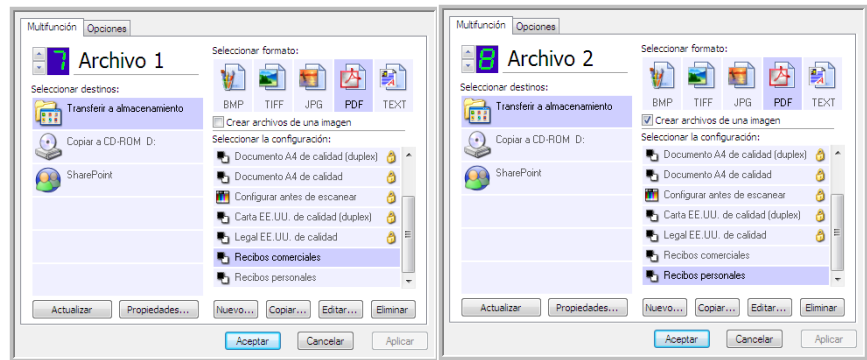 Multifunción Opciones
7 Archivo 1
Seleccionar formato:
BMP TIFF JPG PDF TEXT
Seleccionar destinos:
Transferir a almacenamiento
Copiar a CD-ROM D:
SharePoint
Crear archivos de una imagen
Seleccionar la configuración:
Documento A4 de calidad (duplex)
Documento A4 de calidad
Configurar antes de escanear
Carta EE.UU. de calidad (duplex)
Legal EE.UU. de calidad
Recibos comerciales
Recibos personales
Actualizar Propiedades... Nuevo... Copiar... Editar... Eliminar
Aceptar Cancelar Aplicar
Multifunción Opciones
8 Archivo 2
Seleccionar formato:
BMP TIFF JPG PDF TEXT
Seleccionar destinos:
Transferir a almacenamiento
Copiar a CD-ROM D:
SharePoint
Crear archivos de una imagen
Seleccionar la configuración:
Documento A4 de calidad (duplex)
Documento A4 de calidad
Configurar antes de escanear
Carta EE.UU. de calidad (duplex)
Legal EE.UU. de calidad
Recibos comerciales
Recibos personales
Actualizar Propiedades... Nuevo... Copiar... Editar... Eliminar
Aceptar Cancelar Aplicar